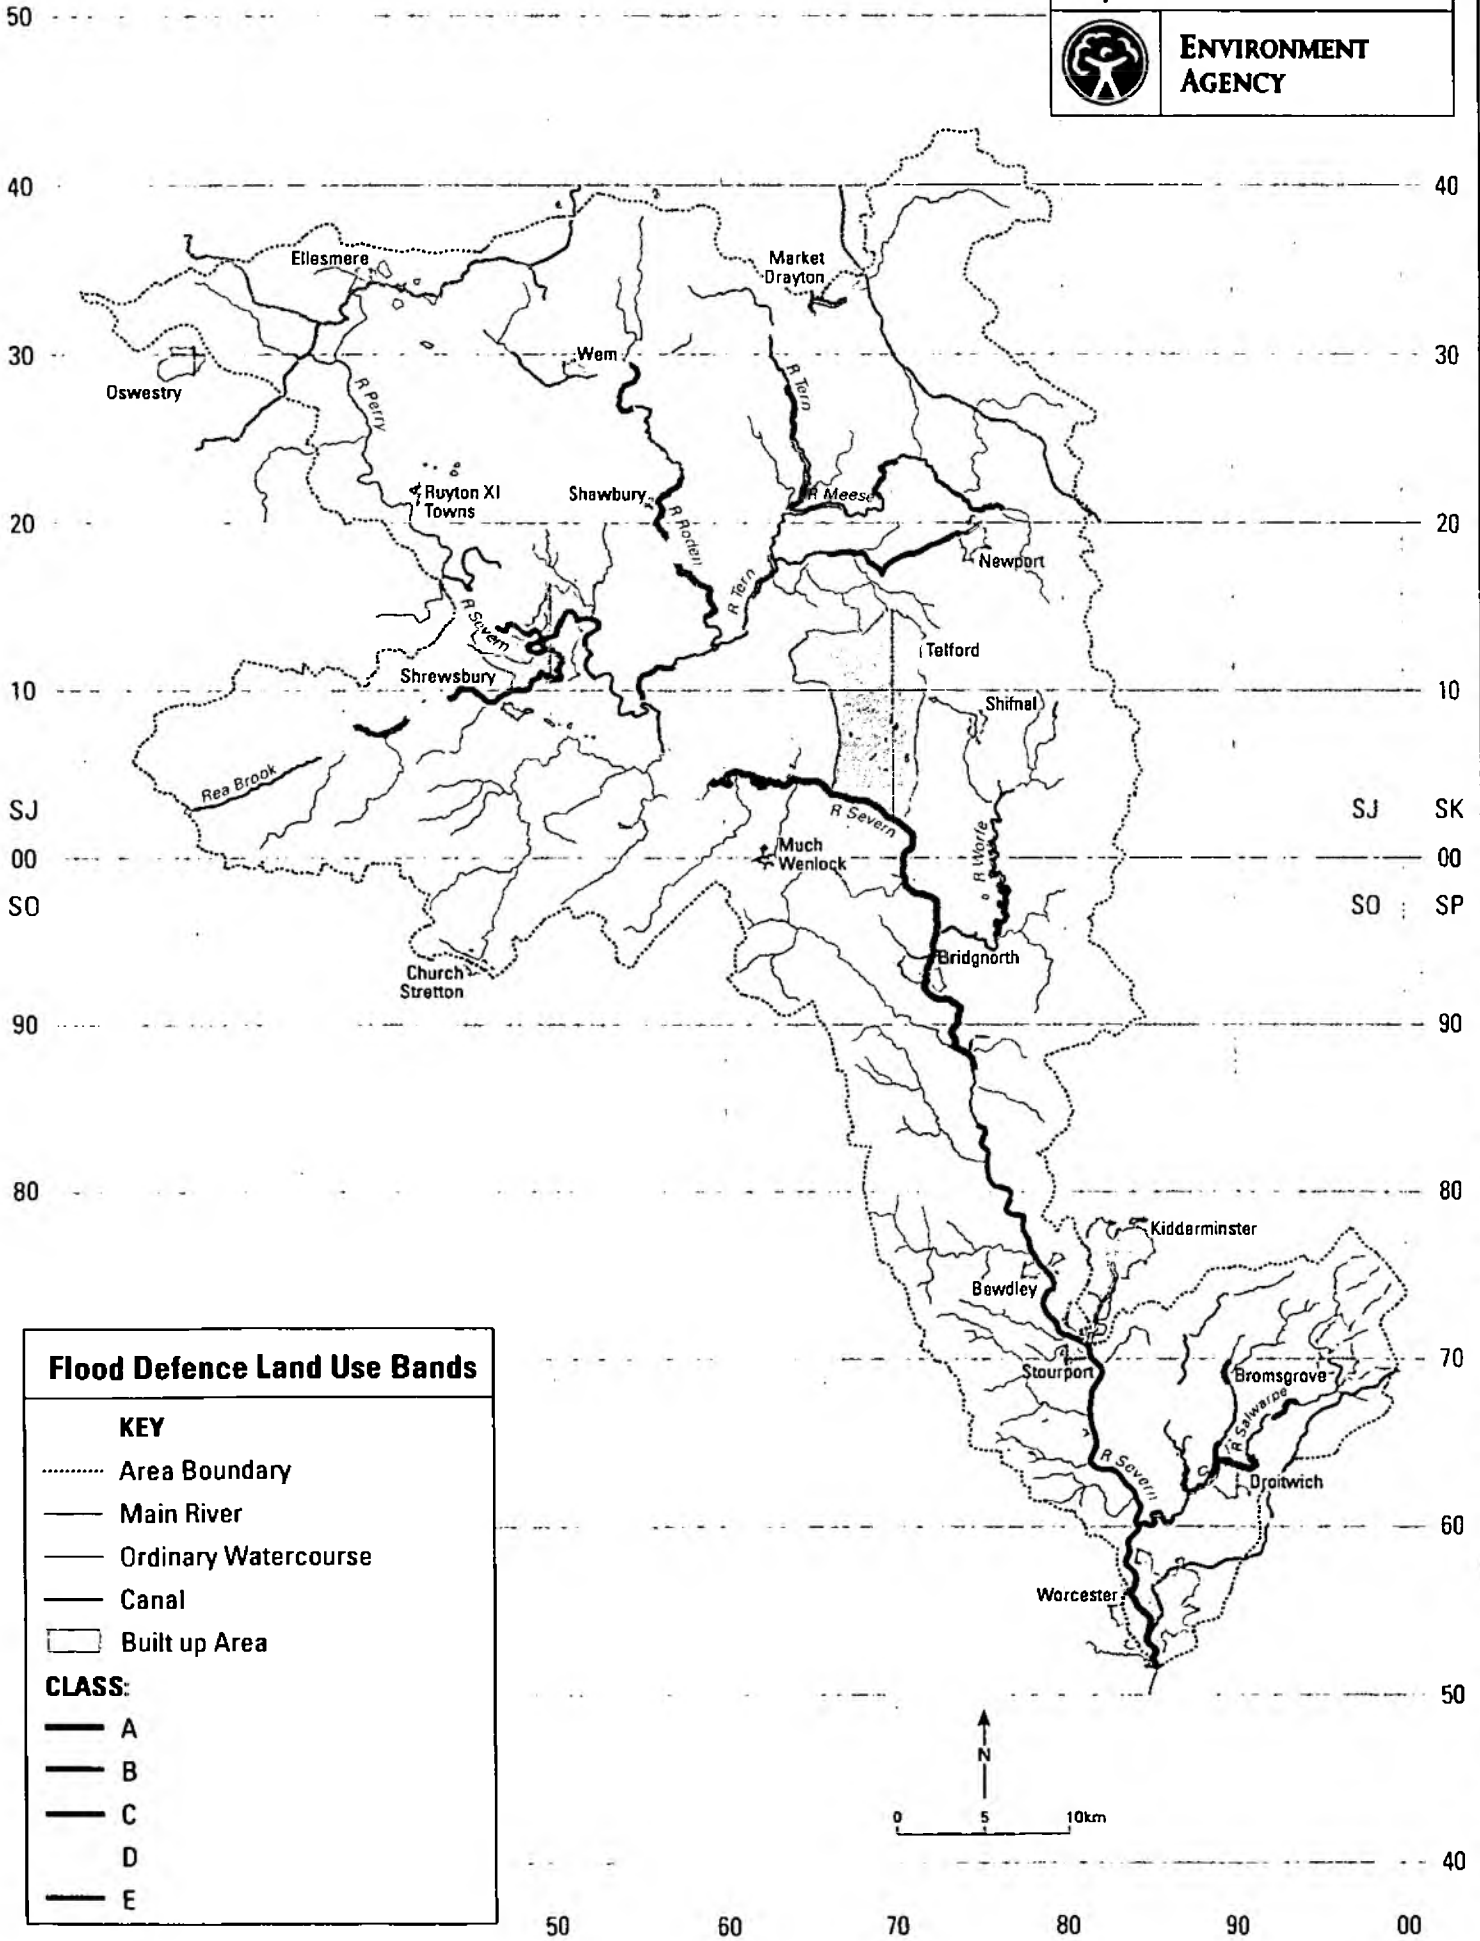 50
ENVIRONMENT
AGENCY
40
40
Ellesmere
Market
Drayton
30
30
Wem
Oswestry
R Perry
R Tern
Ruyton XI
Towns
Shawbury
R Meese
R Roden
20
20
Newport
R Tern
R Severn
Telford
Shrewsbury
10
10
Shifnal
Rea Brook
SJ
SJ
SK
R Severn
R Worfe
Much
Wenlock
00
00
SO
SO
SP
Bridgnorth
Church
Stretton
90
90
80
80
Kidderminster
Bewdley
70
Stourport
Bromsgrove
R Salwarpe
R Severn
Droitwich
60
Worcester
50
Flood Defence Land Use Bands
KEY
Area Boundary
Main River
Ordinary Watercourse
Canal
Built up Area
CLASS:
A
B
C
D
E
N
0 5 10km
40
50 60 70 80 90 00